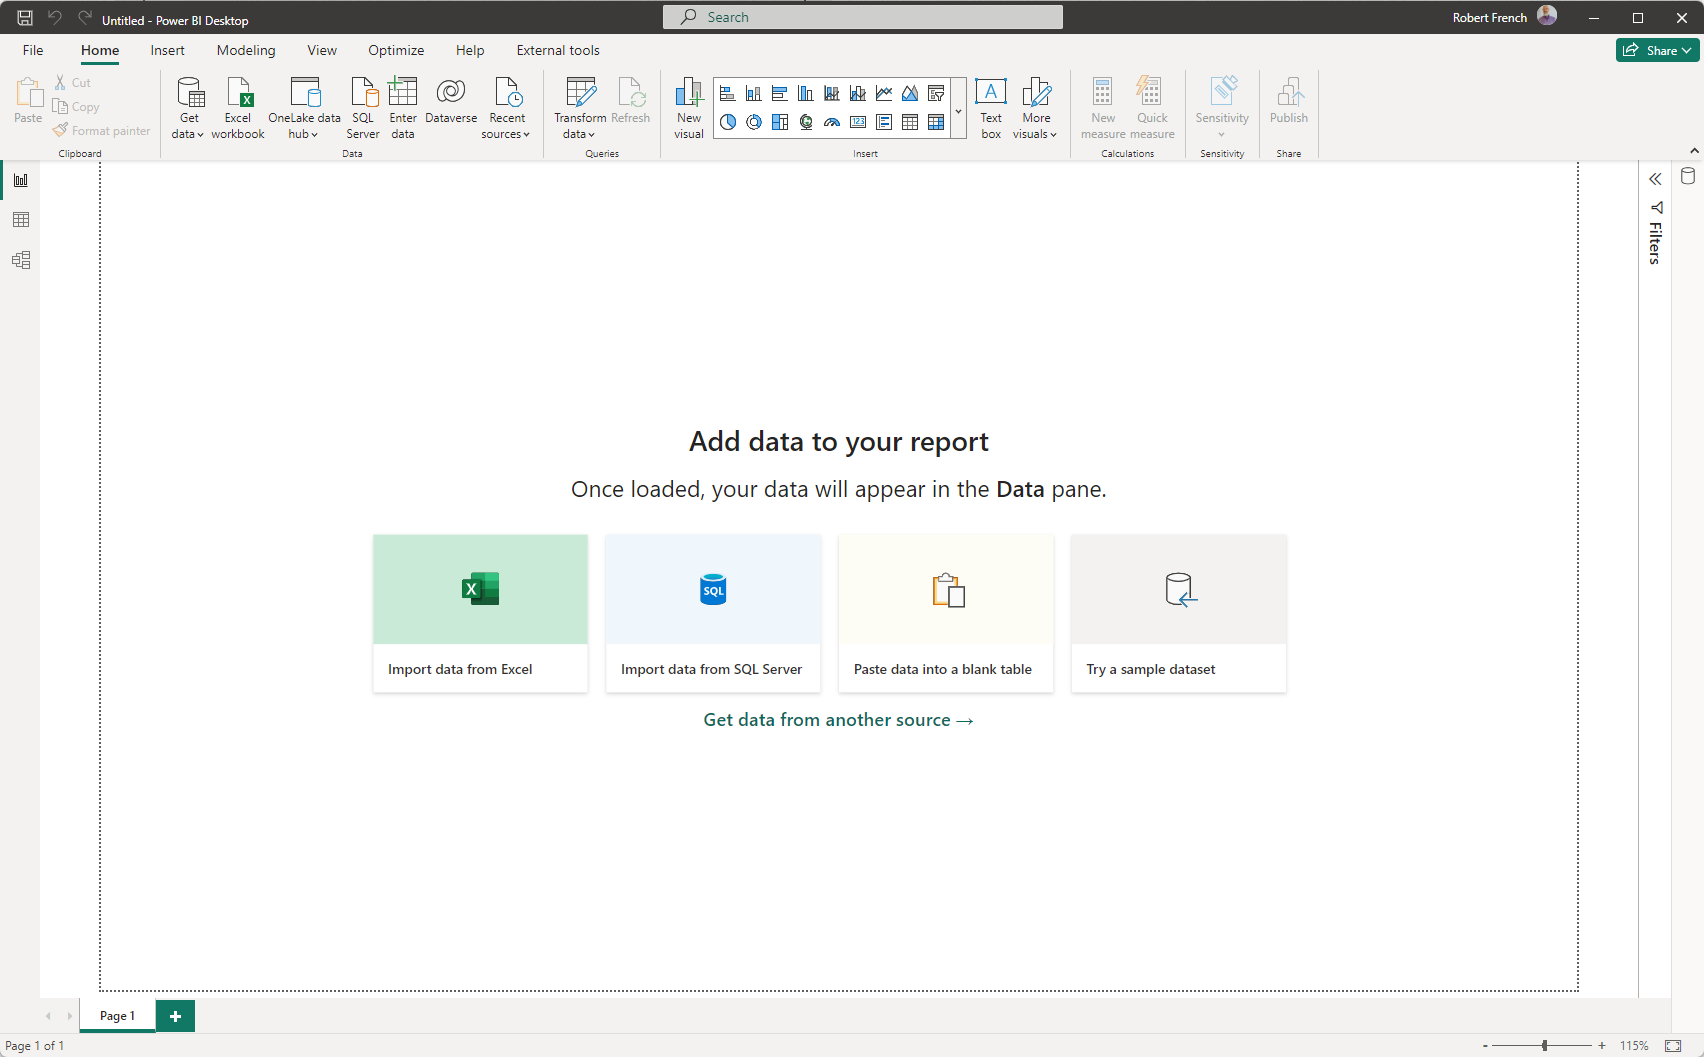 Untitled - Power BI Desktop
Search
Robert French
File Home Insert Modeling View Optimize Help External tools
Share
Paste
Cut
Copy
Format painter
Clipboard
Get data
Excel workbook
OneLake data hub
SQL Server
Enter data
Dataverse
Recent sources
Data
Transform data
Refresh
Queries
New visual
123
A
Text box
More visuals
Insert
New measure
Quick measure
Calculations
Sensitivity
Sensitivity
Publish
Share
Filters
Add data to your report
Once loaded, your data will appear in the Data pane.
X
SQL
Import data from Excel
Import data from SQL Server
Paste data into a blank table
Try a sample dataset
Get data from another source →
Page 1
+
Page 1 of 1
- + 115%